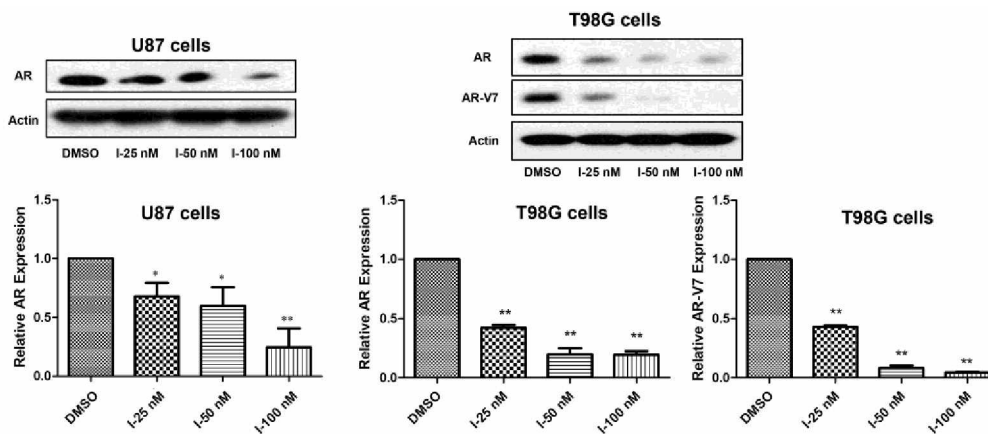 U87 cells
AR
Actin
DMSO I-25 nM I-50 nM I-100 nM
T98G cells
AR
AR-V7
Actin
DMSO I-25 nM I-50 nM I-100 nM
U87 cells
Relative AR Expression
1.5
1.0
0.5
0.0
*
*
**
DMSO
I-25 nM
I-50 nM
I-100 nM
T98G cells
Relative AR Expression
1.5
1.0
0.5
0.0
**
**
**
DMSO
I-25 nM
I-50 nM
I-100 nM
T98G cells
Relative AR-V7 Expression
1.5
1.0
0.5
0.0
**
**
**
DMSO
I-25 nM
I-50 nM
I-100 nM